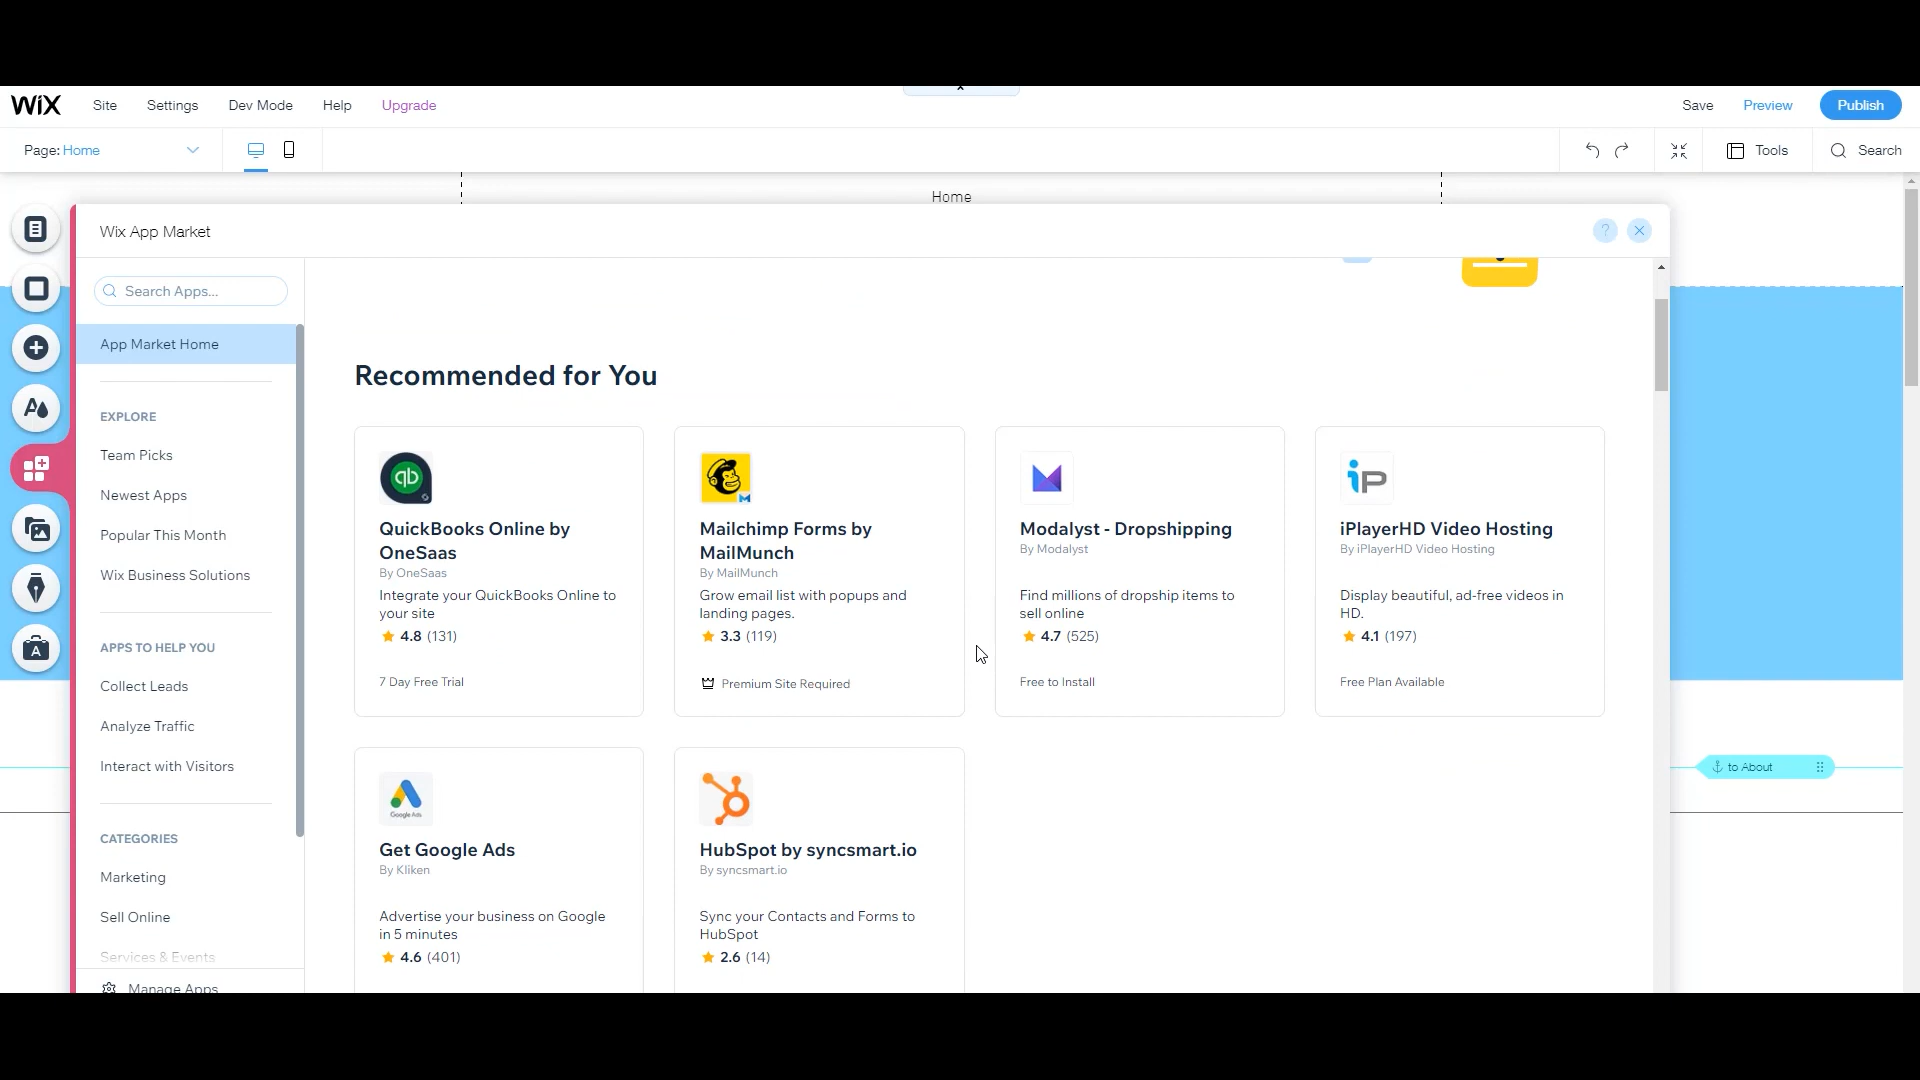 WiX Site Settings Dev Mode Help Upgrade Save Preview Publish
Page: Home Tools Search
Home
Wix App Market ?
Search Apps...
App Market Home
EXPLORE
Team Picks
Newest Apps
Popular This Month
Wix Business Solutions
APPS TO HELP YOU
Collect Leads
Analyze Traffic
Interact with Visitors
CATEGORIES
Marketing
Sell Online
Services & Events
Manage Apps
Recommended for You
qb
QuickBooks Online by
OneSaas
By OneSaas
Integrate your QuickBooks Online to
your site
4.8 (131)
7 Day Free Trial
Mailchimp Forms by
MailMunch
By MailMunch
Grow email list with popups and
landing pages.
3.3 (119)
Premium Site Required
Modalyst - Dropshipping
By Modalyst
Find millions of dropship items to
sell online
4.7 (525)
Free to Install
iP
iPlayerHD Video Hosting
By iPlayerHD Video Hosting
Display beautiful, ad-free videos in
HD.
4.1 (197)
Free Plan Available
Google Ads
Get Google Ads
By Kliken
Advertise your business on Google
in 5 minutes
4.6 (401)
HubSpot by syncsmart.io
By syncsmart.io
Sync your Contacts and Forms to
HubSpot
2.6 (14)
to About